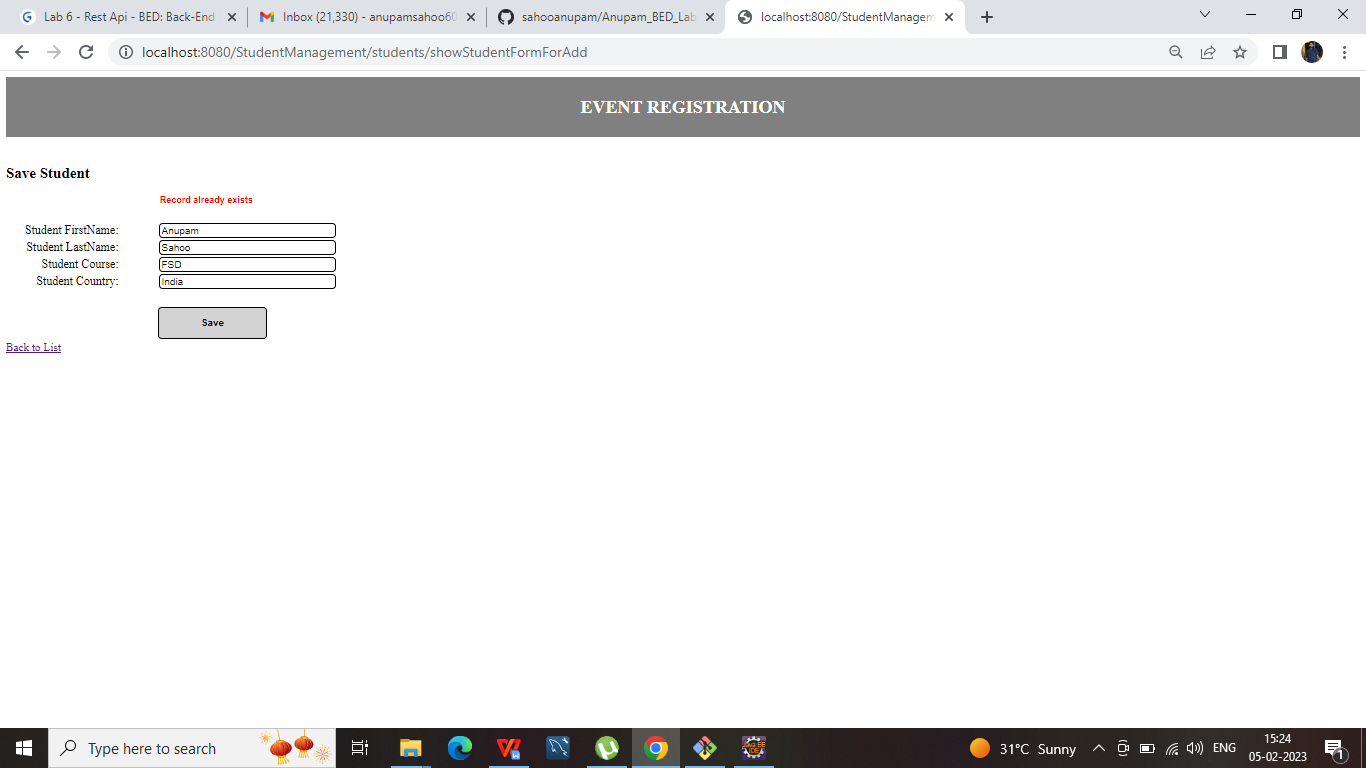 Lab 6 - Rest Api - BED: Back-End
Inbox (21,330) - anupamsahoo60
sahooanupam/Anupam_BED_Lab
localhost:8080/StudentManagem
localhost:8080/StudentManagement/students/showStudentFormForAdd
EVENT REGISTRATION
Save Student
Record already exists
Student FirstName: Anupam
Student LastName: Sahoo
Student Course: FSD
Student Country: India
Save
Back to List
Type here to search
31°C Sunny
ENG
15:24
05-02-2023
1